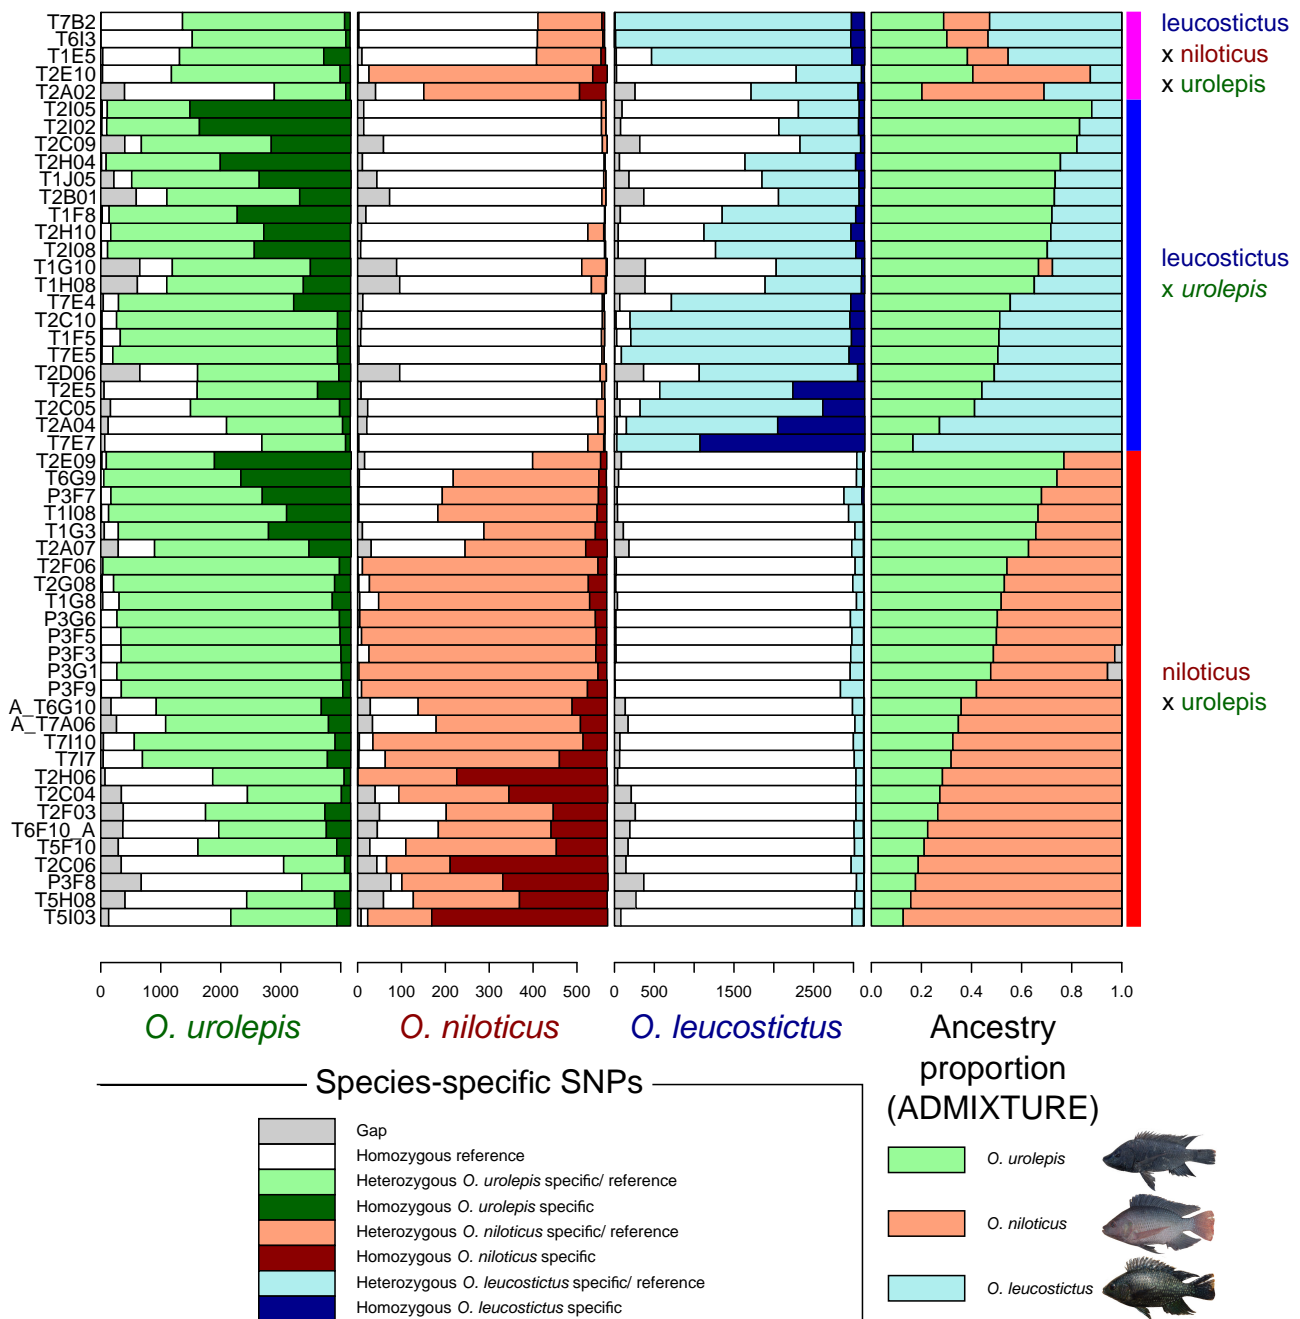 T7B2
T6I3
T1E5
T2E10
T2A02
T2I05
T2I02
T2C09
T2H04
T1J05
T2B01
T1F8
T2H10
T2I08
T1G10
T1H08
T7E4
T2C10
T1F5
T7E5
T2D06
T2E5
T2C05
T2A04
T7E7
T2E09
T6G9
P3F7
T1I08
T1G3
T2A07
T2F06
T2G08
T1G8
P3G6
P3F5
P3F3
P3G1
P3F9
A_T6G10
A_T7A06
T7I10
T7I7
T2H06
T2C04
T2F03
T6F10_A
T5F10
T2C06
P3F8
T5H08
T5I03
leucostictus
x niloticus
x urolepis
leucostictus
x urolepis
niloticus
x urolepis
0 1000 2000 3000
0 100 200 300 400 500
0 500 1500 2500
0.0 0.2 0.4 0.6 0.8 1.0
O. urolepis
O. niloticus
O. leucostictus
Ancestry
proportion
(ADMIXTURE)
Species-specific SNPs
Gap
Homozygous reference
Heterozygous O. urolepis specific/ reference
Homozygous O. urolepis specific
Heterozygous O. niloticus specific/ reference
Homozygous O. niloticus specific
Heterozygous O. leucostictus specific/ reference
Homozygous O. leucostictus specific
O. urolepis
O. niloticus
O. leucostictus